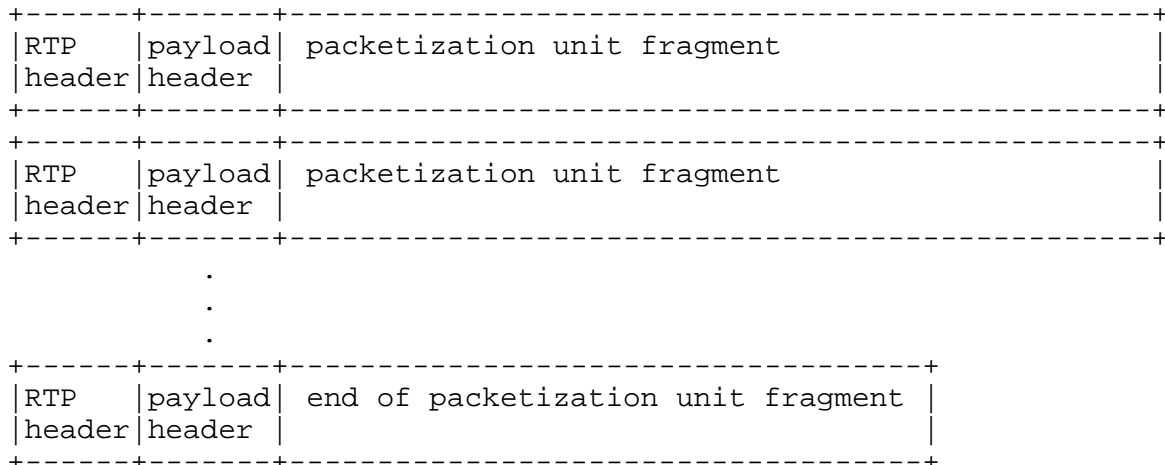 +------+-------+-------------------------------------------------+
|RTP   |payload| packetization unit fragment                     |
|header|header |                                                 |
+------+-------+-------------------------------------------------+
+------+-------+-------------------------------------------------+
|RTP   |payload| packetization unit fragment                     |
|header|header |                                                 |
+------+-------+-------------------------------------------------+
           .
           .
           .
+------+-------+------------------------------------+
|RTP   |payload| end of packetization unit fragment |
|header|header |                                    |
+------+-------+------------------------------------+